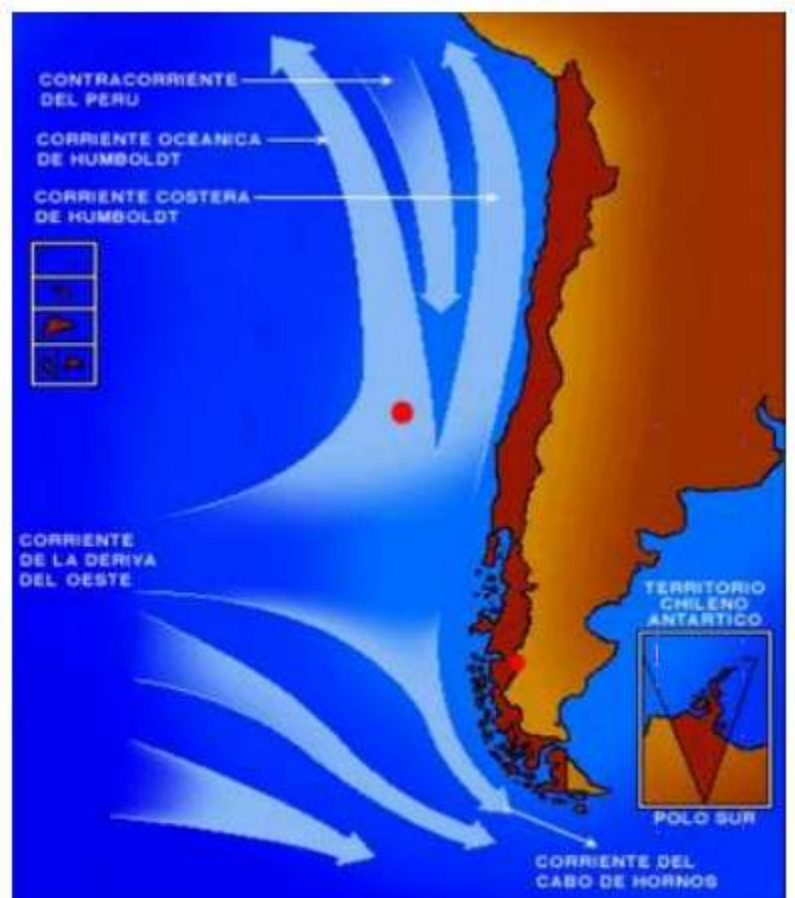 CONTRACORRIENTE
DEL PERU
CORRIENTE OCEANICA
DE HUMBOLDT
CORRIENTE COSTERA
DE HUMBOLDT
CORRIENTE
DE LA DERIVA
DEL OESTE
TERRITORIO
CHILENO
ANTARTICO
POLO SUR
CORRIENTE DEL
CABO DE HORNOS